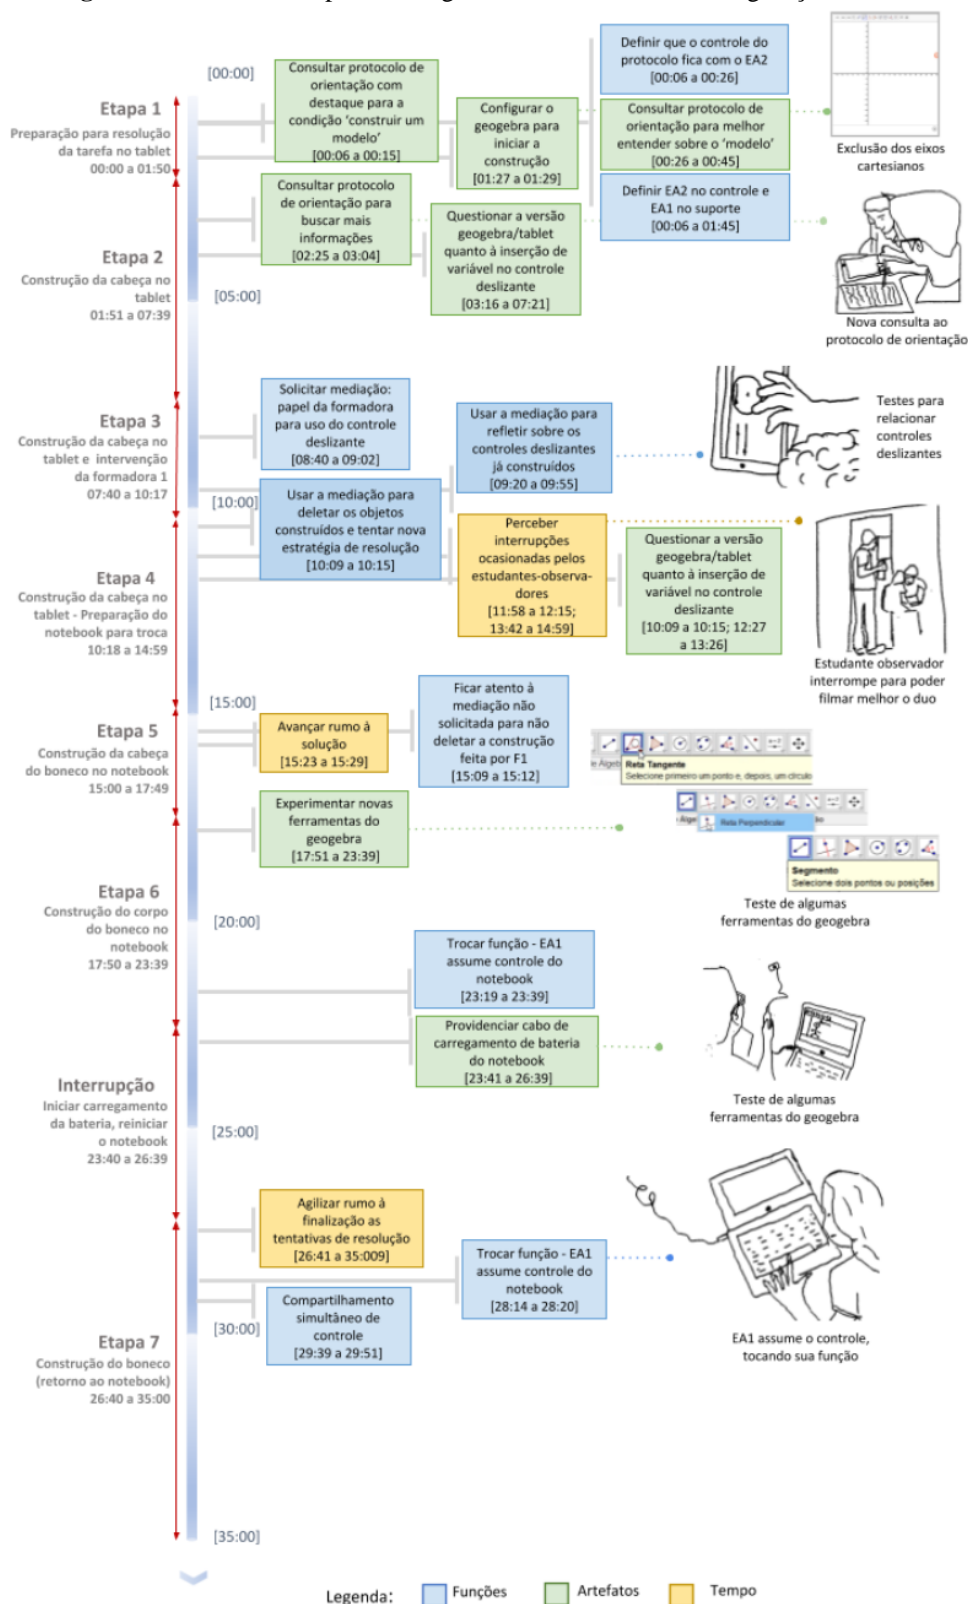 [00:00]
Etapa 1
Preparação para resolução
da tarefa no tablet
00:00 a 01:50
Consultar protocolo de
orientação com
destaque para a
condição ‘construir um
modelo’
[00:06 a 00:15]
Configurar o
geogebra para
iniciar a
construção
[01:27 a 01:29]
Definir que o controle do
protocolo fica com o EA2
[00:06 a 00:26]
Consultar protocolo de
orientação para melhor
entender sobre o ‘modelo’
[00:26 a 00:45]
Definir EA2 no controle e
EA1 no suporte
[00:06 a 01:45]
Exclusão dos eixos
cartesianos
Etapa 2
Construção da cabeça no
tablet
01:51 a 07:39
Consultar protocolo
de orientação para
buscar mais
informações
[02:25 a 03:04]
Questionar a versão
geogebra/tablet
quanto à inserção de
variável no controle
deslizante
[03:16 a 07:21]
Nova consulta ao
protocolo de orientação
[05:00]
Etapa 3
Construção da cabeça no
tablet e intervenção
da formadora 1
07:40 a 10:17
Solicitar mediação:
papel da formadora
para uso do controle
deslizante
[08:40 a 09:02]
Usar a mediação para
refletir sobre os
controles deslizantes
já construídos
[09:20 a 09:55]
Testes para
relacionar
controles
deslizantes
[10:00]
Usar a mediação para
deletar os objetos
construídos e tentar nova
estratégia de resolução
[10:09 a 10:15]
Etapa 4
Construção da cabeça no
tablet - Preparação do
notebook para troca
10:18 a 14:59
Perceber
interrupções
ocasionadas pelos
estudantes-observa-
dores
[11:58 a 12:15;
13:42 a 14:59]
Questionar a versão
geogebra/tablet
quanto à inserção de
variável no controle
deslizante
[10:09 a 10:15; 12:27
a 13:26]
Estudante observador
interrompe para poder
filmar melhor o duo
[15:00]
Etapa 5
Construção da cabeça
do boneco no notebook
15:00 a 17:49
Avançar rumo à
solução
[15:23 a 15:29]
Ficar atento à
mediação não
solicitada para não
deletar a construção
feita por F1
[15:09 a 15:12]
Reta Tangente
Selecione primeiro um ponto e, depois, um círculo
Reta Perpendicular
Segmento
Selecione dois pontos ou posições
Teste de algumas
ferramentas do geogebra
Experimentar novas
ferramentas do
geogebra
[17:51 a 23:39]
Etapa 6
Construção do corpo
do boneco no
notebook
17:50 a 23:39
[20:00]
Trocar função - EA1
assume controle do
notebook
[23:19 a 23:39]
Providenciar cabo de
carregamento de bateria
do notebook
[23:41 a 26:39]
Teste de algumas
ferramentas do geogebra
Interrupção
Iniciar carregamento
da bateria, reiniciar
o notebook
23:40 a 26:39
[25:00]
Agilizar rumo à
finalização as
tentativas de resolução
[26:41 a 35:009]
Trocar função - EA1
assume controle do
notebook
[28:14 a 28:20]
Compartilhamento
simultâneo de
controle
[29:39 a 29:51]
EA1 assume o controle,
tocando sua função
[30:00]
Etapa 7
Construção do boneco
(retorno ao notebook)
26:40 a 35:00
[35:00]
Legenda:
Funções
Artefatos
Tempo